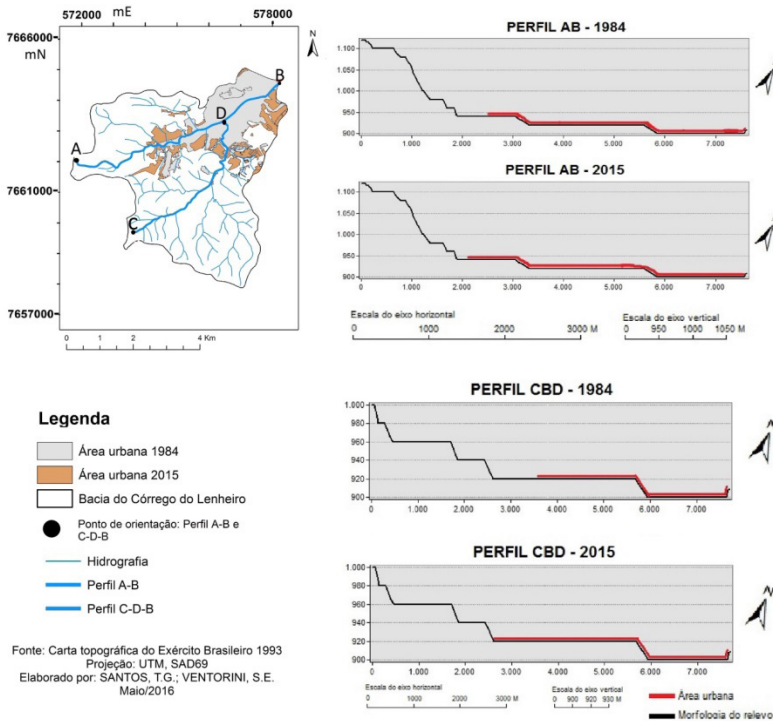 572000 mE 578000
7666000
mN
N
B
D
A
7661000
C
7657000
0 2 4 Km
Legenda
Área urbana 1984
Área urbana 2015
Bacia do Córrego do Lenheiro
Ponto de orientação: Perfil A-B e
C-D-B
Hidrografia
Perfil A-B
Perfil C-D-B
Fonte: Carta topográfica do Exército Brasileiro 1993
Projeção: UTM, SAD69
Elaborado por: SANTOS, T.G.; VENTORINI, S.E.
Maio/2016
PERFIL AB - 1984
1.100
1.050
1.000
950
900
0 1.000 2.000 3.000 4.000 5.000 6.000 7.000
PERFIL AB - 2015
1.100
1.050
1.000
950
900
0 1.000 2.000 3.000 4.000 5.000 6.000 7.000
Escala do eixo horizontal
0 1000 2000 3000 M
Escala do eixo vertical
0 950 1000 1050 M
PERFIL CBD - 1984
1.000
980
960
940
920
900
0 1.000 2.000 3.000 4.000 5.000 6.000 7.000
PERFIL CBD - 2015
1.000
980
960
940
920
900
0 1.000 2.000 3.000 4.000 5.000 6.000 7.000
Escala do eixo horizontal
0 1000 2000 3000 M
Escala do eixo vertical
0 900 920 930 M
Área urbana
Morfologia do relevo